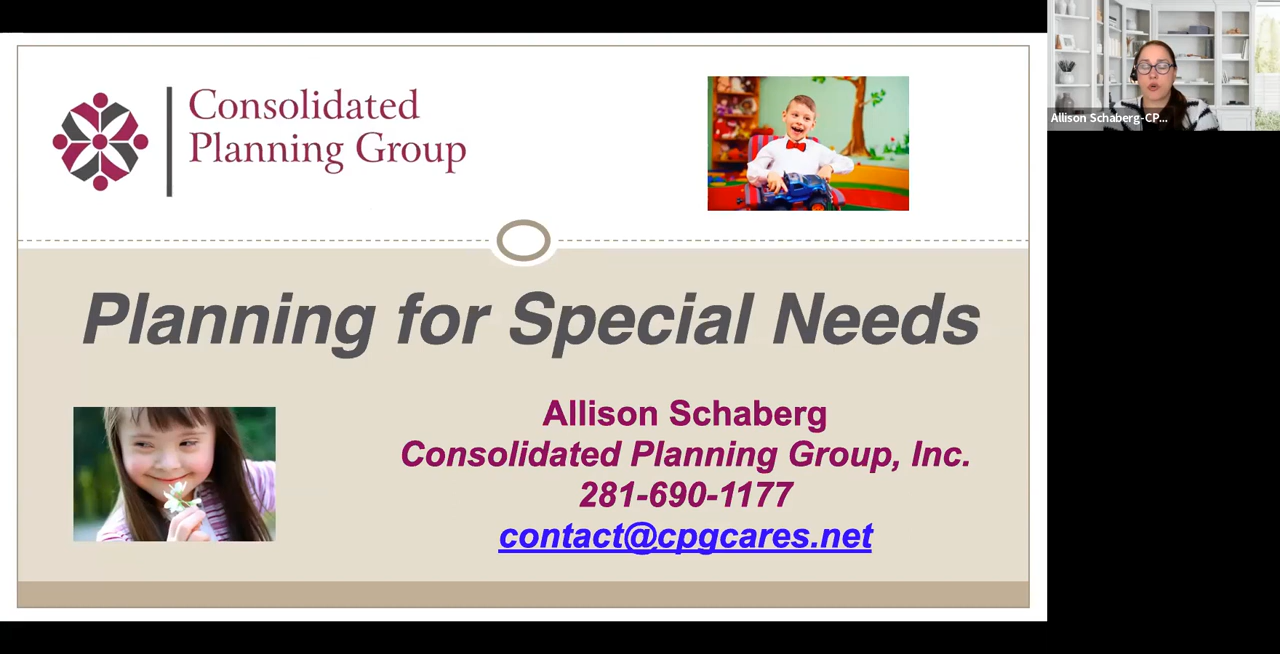 Consolidated
Planning Group
Allison Schaberg-CP...
Planning for Special Needs
Allison Schaberg
Consolidated Planning Group, Inc.
281-690-1177
contact@cpgcares.net